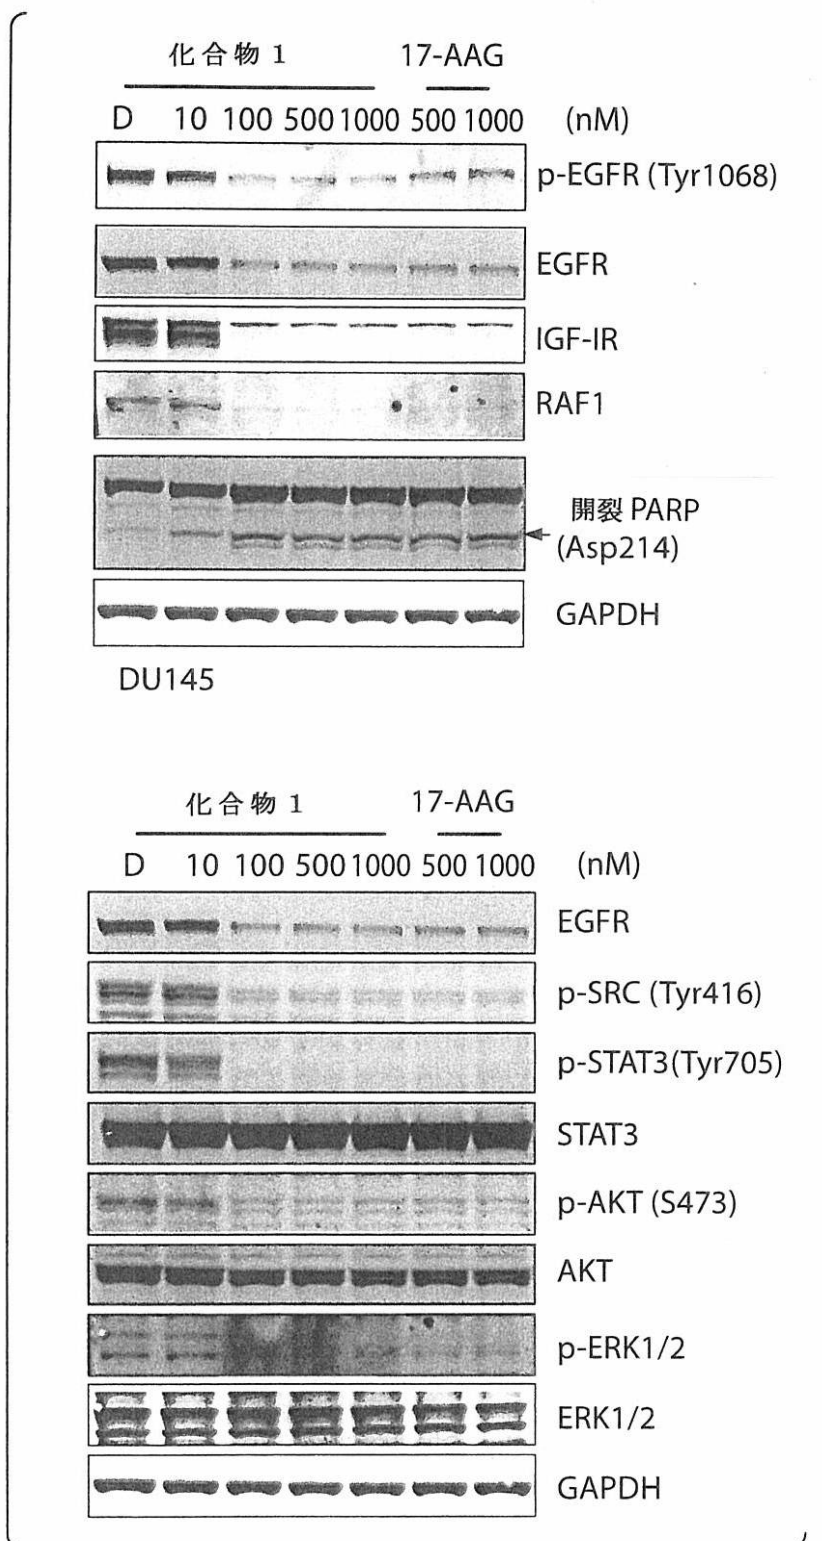 化合物 1 17-AAG
D 10 100 500 1000 500 1000 (nM)
p-EGFR (Tyr1068)
EGFR
IGF-IR
RAF1
開裂 PARP
(Asp214)
GAPDH
DU145
化合物 1 17-AAG
D 10 100 500 1000 500 1000 (nM)
EGFR
p-SRC (Tyr416)
p-STAT3(Tyr705)
STAT3
p-AKT (S473)
AKT
p-ERK1/2
ERK1/2
GAPDH